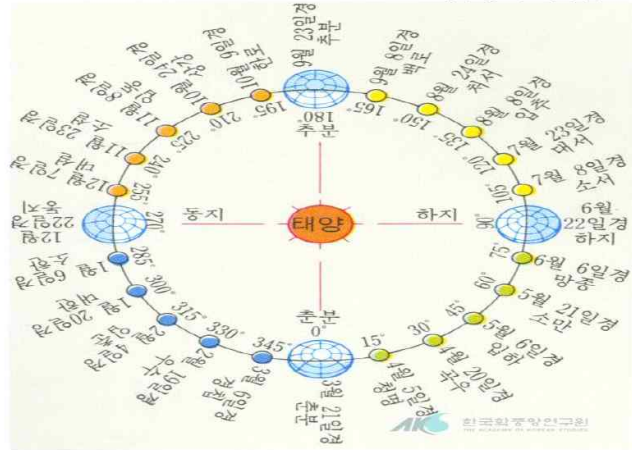 9월 23일경
추분
180°
추분
165°
9월 8일경
백로
150°
8월 24일경
처서
135°
8월 8일경
입추
120°
7월 23일경
대서
105°
7월 8일경
소서
90°
6월
22일경
하지
하지
75°
6월 6일경
망종
60°
5월 21일경
소만
45°
5월 6일경
입하
30°
4월 20일경
곡우
15°
4월 5일경
청명
춘분
0°
3월 21일경
춘분
345°
3월 6일경
경칩
330°
2월 19일경
우수
315°
2월 4일경
입춘
300°
1월 20일경
대한
285°
1월 6일경
소한
270°
12월
22일경
동지
동지
255°
12월 7일경
대설
240°
11월 23일경
소설
225°
11월 8일경
입동
210°
10월 24일경
상강
195°
10월 9일경
한로
태양
AKS 한국학중앙연구원
THE ACADEMY OF KOREAN STUDIES